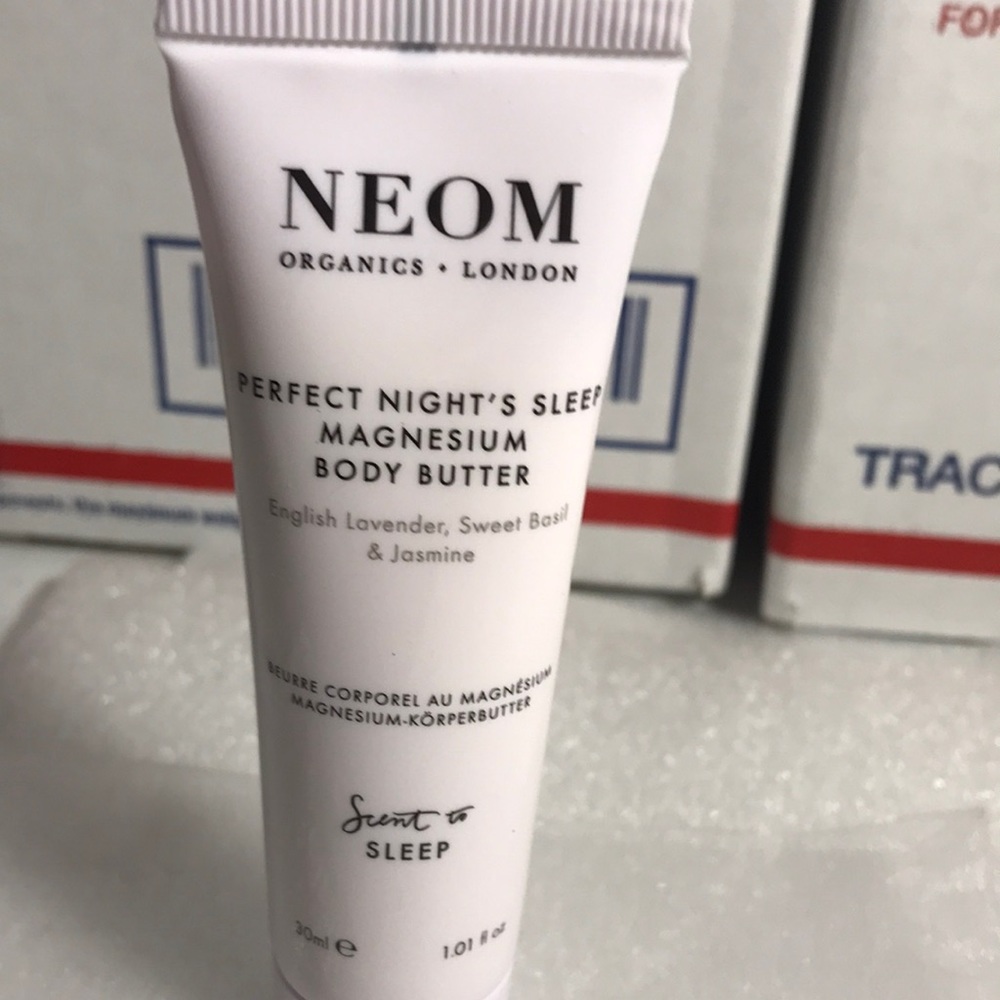 FOR
NEOM
ORGANICS • LONDON
PERFECT NIGHT'S SLEEP
MAGNESIUM
BODY BUTTER
English Lavender, Sweet Basil
& Jasmine
BEURRE CORPOREL AU MAGNÉSIUM
MAGNESIUM-KÖRPERBUTTER
Scent to
SLEEP
30ml e 1.01 fl oz
TRAC